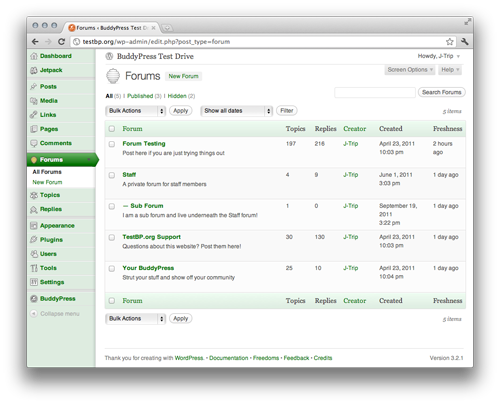 Forums ‹ BuddyPress Test Dri
testbp.org/wp-admin/edit.php?post_type=forum
BuddyPress Test Drive
Howdy, J-Trip
Screen Options
Help
Dashboard
Jetpack
Posts
Media
Links
Pages
Comments
Forums
All Forums
New Forum
Topics
Replies
Appearance
Plugins
Users
Tools
Settings
BuddyPress
Collapse menu
Forums New Forum
All (5) | Published (3) | Hidden (2)
Search Forums
Bulk Actions Apply Show all dates Filter 5 items
Forum Topics Replies Creator Created Freshness
Forum Testing 197 218 J-Trip April 23, 2011 2 hours
Post here if you are just trying things out! 10:03 pm ago
Staff 4 9 J-Trip June 1, 2011 1 day ago
A private forum for staff members 3:03 pm
— Sub Forum 1 0 J-Trip September 19, 1 day ago
I am a sub forum and i live underneath the Staff forum! 2011
3:22 pm
TestBP.org Support 30 130 J-Trip April 23, 2011 1 day ago
Questions about this website? Post them here! 10:03 pm
Your BuddyPress 25 10 J-Trip April 23, 2011 1 day ago
Strut your stuff and show off your community 10:04 pm
Forum Topics Replies Creator Created Freshness
Bulk Actions Apply 5 items
Thank you for creating with WordPress. • Documentation • Freedoms • Feedback • Credits Version 3.2.1